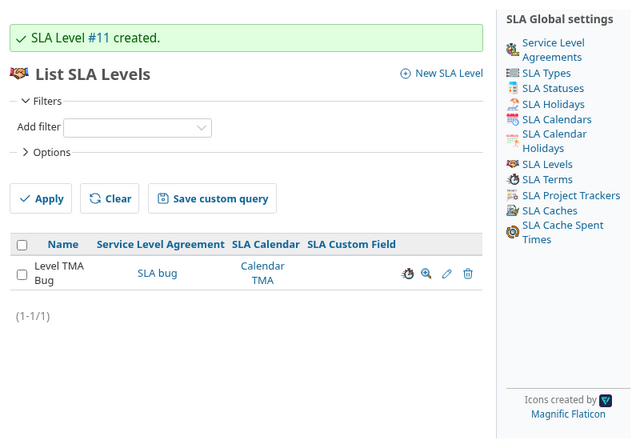 SLA Level #11 created.
List SLA Levels
New SLA Level
Filters
Add filter
Options
Apply
Clear
Save custom query
Name Service Level Agreement SLA Calendar SLA Custom Field
Level TMA Bug SLA bug Calendar TMA
(1-1/1)
SLA Global settings
Service Level
Agreements
SLA Types
SLA Statuses
SLA Holidays
SLA Calendars
SLA Calendar
Holidays
SLA Levels
SLA Terms
SLA Project Trackers
SLA Caches
SLA Cache Spent
Times
Icons created by
Magnific Flaticon